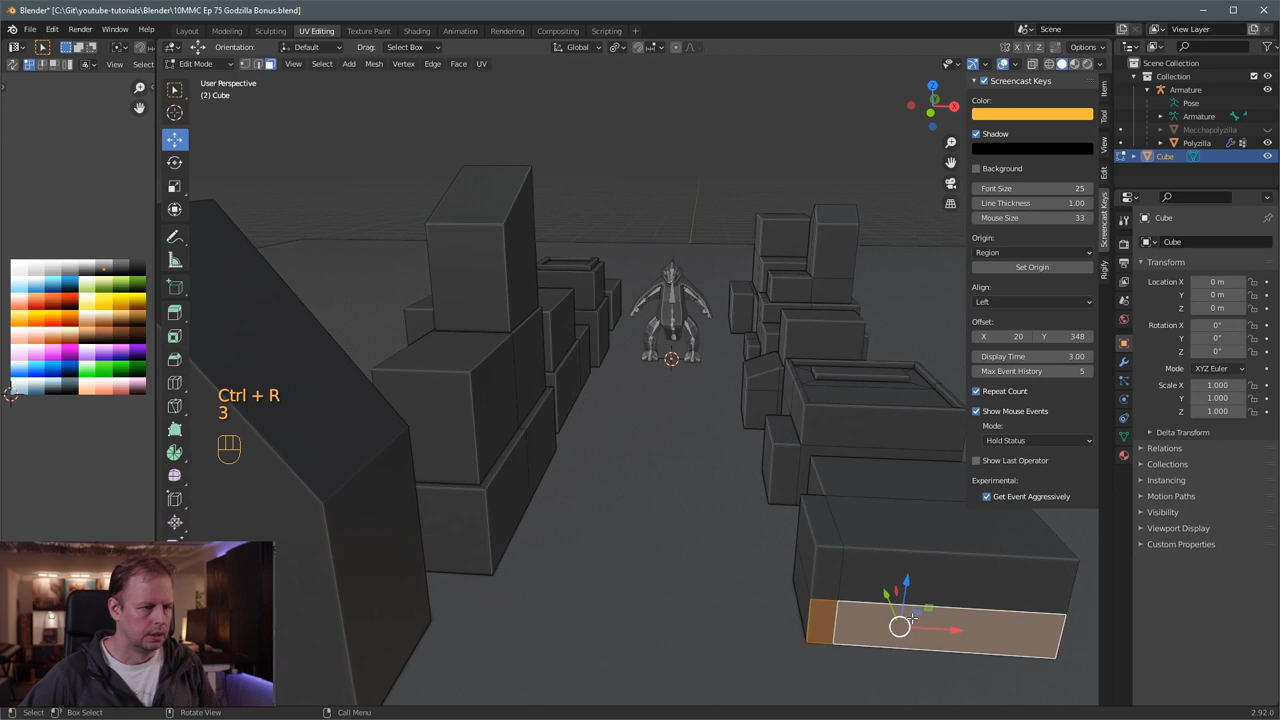 Blender* [C:\Git\youtube-tutorials\Blender\10MMC Ep 75 Godzilla Bonus.blend]
File Edit Render Window Help
Layout Modeling Sculpting UV Editing Texture Paint Shading Animation Rendering Compositing Scripting +
Scene View Layer
Orientation: Default Drag: Select Box Global X Y Z Options
View Select Edit Mode View Select Add Mesh Vertex Edge Face UV
User Perspective
(2) Cube
Z
X
Ctrl + R
3
Screencast Keys
Color:
Shadow
Background
Font Size 25
Line Thickness 1.00
Mouse Size 33
Origin:
Region
Set Origin
Align:
Left
Offset:
X 20 Y 348
Display Time 3.00
Max Event History 5
Repeat Count
Show Mouse Events
Mode:
Hold Status
Show Last Operator
Experimental:
Get Event Aggressively
Item
Tool
View
Edit
Screencast Keys
Rigify
Scene Collection
Collection
Armature
Pose
Armature
Mecchapolyzilla
Polyzilla
Cube
Cube
Cube
Transform
Location X 0 m
Y 0 m
Z 0 m
Rotation X 0°
Y 0°
Z 0°
Mode XYZ Euler
Scale X 1.000
Y 1.000
Z 1.000
Delta Transform
Relations
Collections
Instancing
Motion Paths
Visibility
Viewport Display
Custom Properties
Select Box Select Rotate View Call Menu 2.92.0